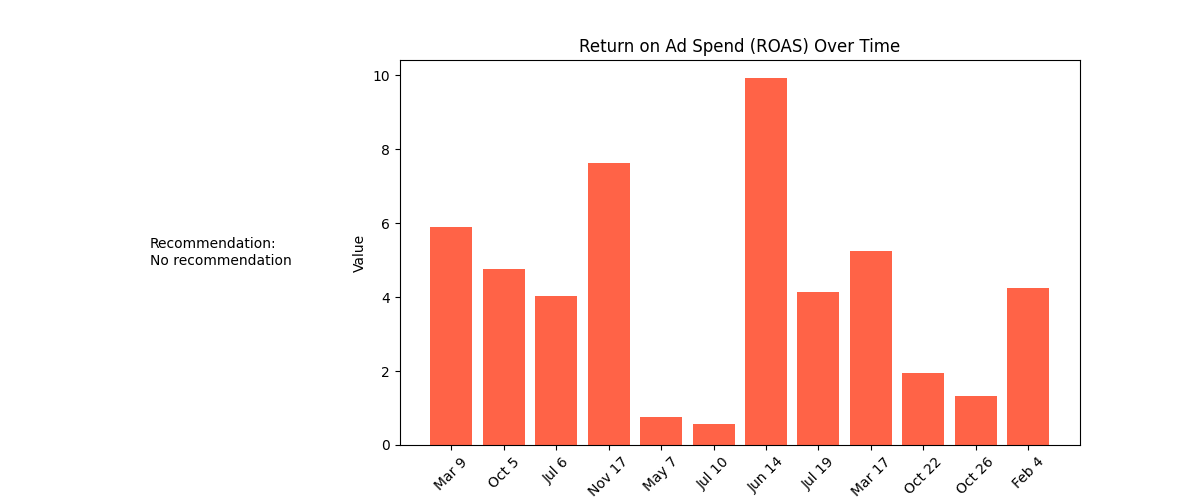 Return on Ad Spend (ROAS) Over Time
Recommendation:
No recommendation
Value
10
8
6
4
2
0
Mar 9
Oct 5
Jul 6
Nov 17
May 7
Jul 10
Jun 14
Jul 19
Mar 17
Oct 22
Oct 26
Feb 4